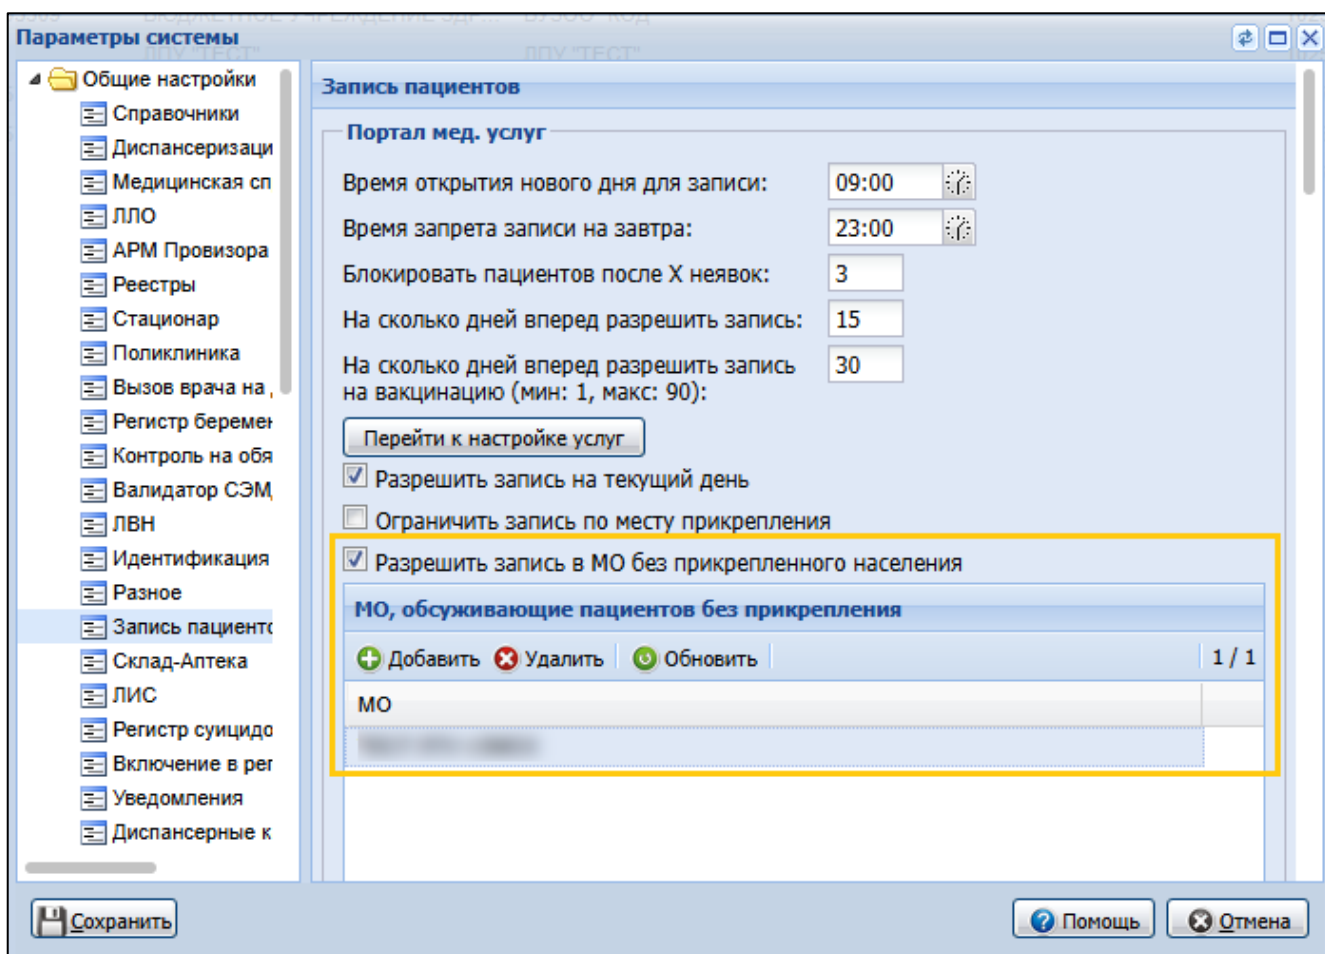 Параметры системы
Общие настройки
Справочники
Диспансеризаци
Медицинская сп
ЛЛО
АРМ Провизора
Реестры
Стационар
Поликлиника
Вызов врача на
Регистр беремен
Контроль на обя
Валидатор СЭМ
ЛВН
Идентификация
Разное
Запись пациенто
Склад-Аптека
ЛИС
Регистр суицидо
Включение в рег
Уведомления
Диспансерные к
Запись пациентов
Портал мед. услуг
Время открытия нового дня для записи: 09:00
Время запрета записи на завтра: 23:00
Блокировать пациентов после X неявок: 3
На сколько дней вперед разрешить запись: 15
На сколько дней вперед разрешить запись 30
на вакцинацию (мин: 1, макс: 90):
Перейти к настройке услуг
Разрешить запись на текущий день
Ограничить запись по месту прикрепления
Разрешить запись в МО без прикрепленного населения
МО, обсуживающие пациентов без прикрепления
Добавить Удалить Обновить 1 / 1
МО
Сохранить Помощь Отмена